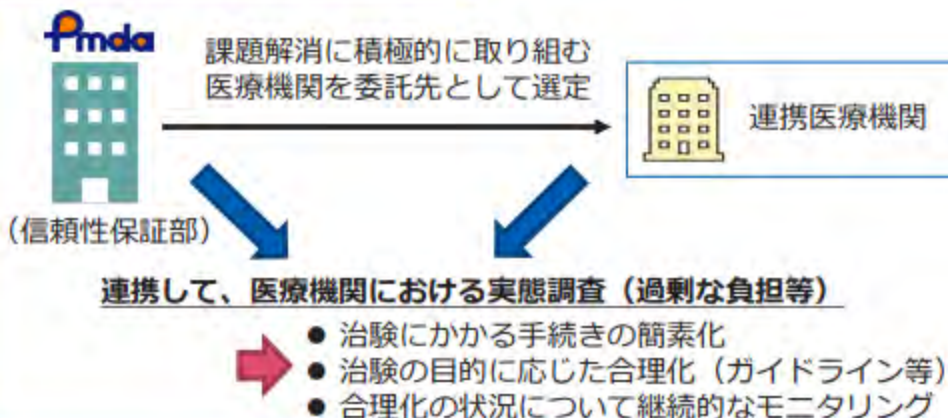 Pmda
課題解消に積極的に取り組む
医療機関を委託先として選定
連携医療機関
（信頼性保証部）
連携して、医療機関における実態調査（過剰な負担等）
● 治験にかかる手続きの簡素化
● 治験の目的に応じた合理化（ガイドライン等）
● 合理化の状況について継続的なモニタリング